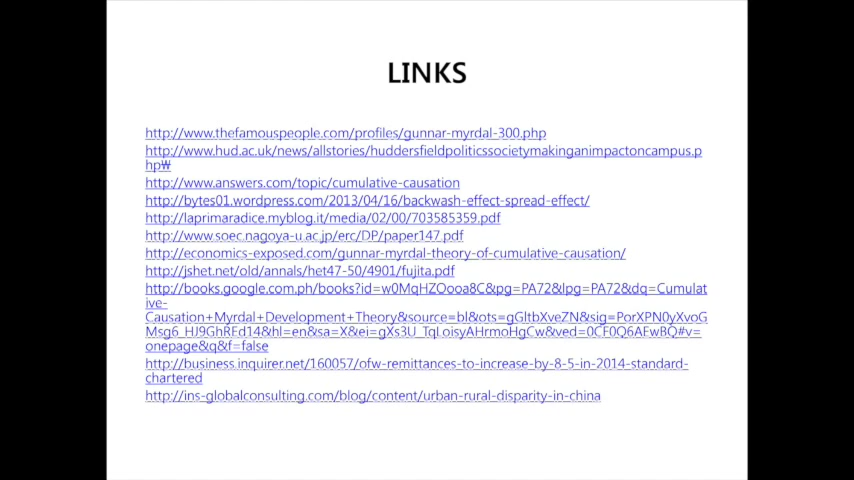 LINKS
http://www.thefamouspeople.com/profiles/gunnar-myrdal-300.php
http://www.hud.ac.uk/news/allstories/huddersfieldpoliticssocietymakinganimpactoncampus.p
hp₩
http://www.answers.com/topic/cumulative-causation
http://bytes01.wordpress.com/2013/04/16/backwash-effect-spread-effect/
http://laprimaradice.myblog.it/media/02/00/703585359.pdf
http://www.soec.nagoya-u.ac.jp/erc/DP/paper147.pdf
http://economics-exposed.com/gunnar-myrdal-theory-of-cumulative-causation/
http://jshet.net/old/annals/het47-50/4901/fujita.pdf
http://books.google.com.ph/books?id=w0MqHZOooa8C&pg=PA72&lpg=PA72&dq=Cumulat
ive-
Causation+Myrdal+Development+Theory&source=bl&ots=gGltbXveZN&sig=PorXPN0yXvoG
Msg6_HJ9GhREd14&hl=en&sa=X&ei=gXs3U_TqLoisyAHrmoHgCw&ved=0CF0Q6AEwBQ#v=
onepage&q&f=false
http://business.inquirer.net/160057/ofw-remittances-to-increase-by-8-5-in-2014-standard-
chartered
http://ins-globalconsulting.com/blog/content/urban-rural-disparity-in-china